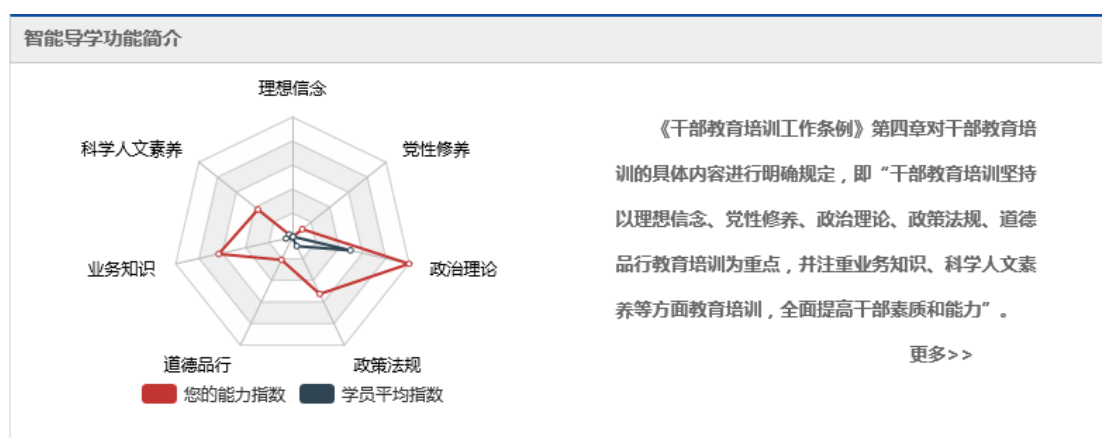 智能导学功能简介
理想信念
科学人文素养
党性修养
业务知识
政治理论
道德品行
政策法规
您的能力指数
学员平均指数
《干部教育培训工作条例》第四章对干部教育培
训的具体内容进行明确规定，即“干部教育培训坚持
以理想信念、党性修养、政治理论、政策法规、道德
品行教育培训为重点，并注重业务知识、科学人文素
养等方面教育培训，全面提高干部素质和能力”。
更多>>